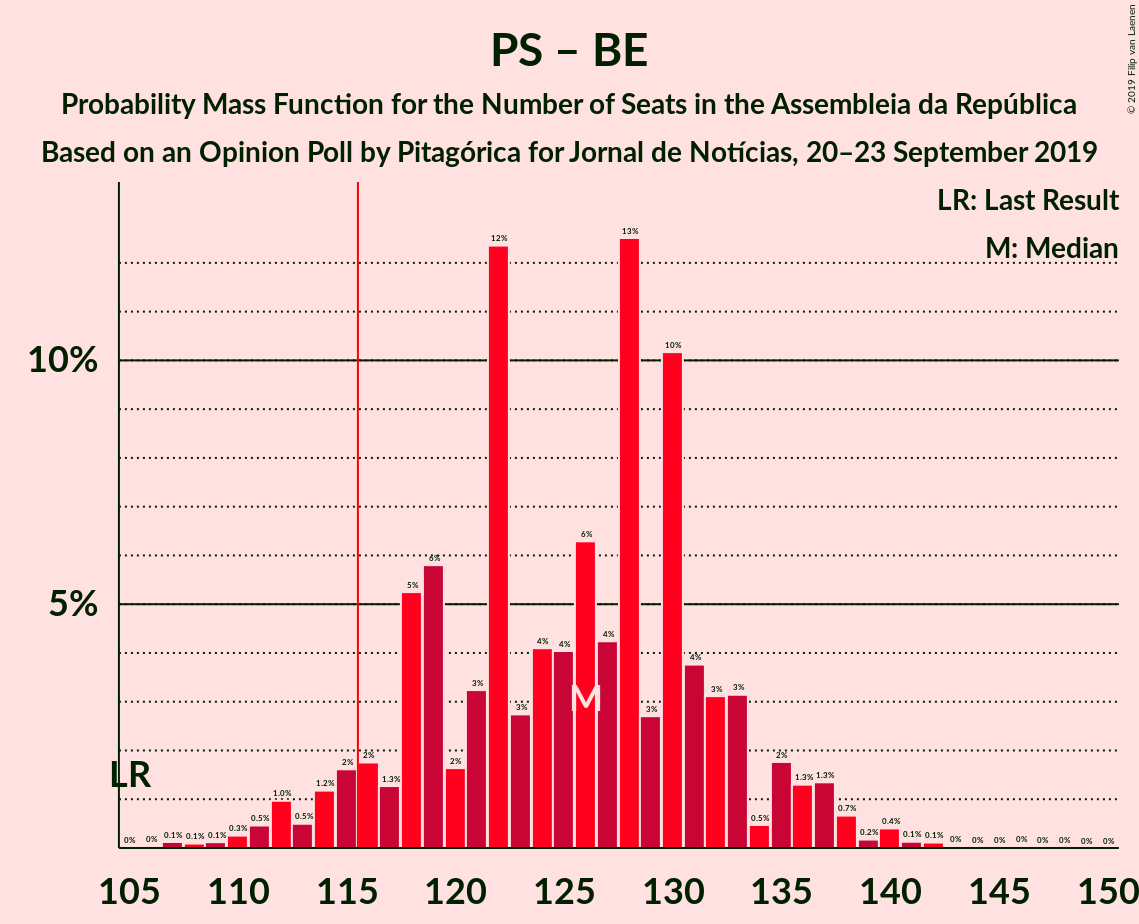 PS – BE
Probability Mass Function for the Number of Seats in the Assembleia da República
Based on an Opinion Poll by Pitagórica for Jornal de Notícias, 20–23 September 2019
© 2019 Filip van Laenen
LR: Last Result
M: Median
10%
5%
LR
M
0% 0% 0.1% 0.1% 0.1% 0.3% 0.5% 1.0% 0.5% 1.2% 2% 2% 1.3% 5% 6% 2% 3% 12% 3% 4% 4% 6% 4% 13% 3% 10% 4% 3% 3% 0.5% 2% 1.3% 1.3% 0.7% 0.2% 0.4% 0.1% 0.1% 0% 0% 0% 0% 0% 0% 0% 0%
105 110 115 120 125 130 135 140 145 150